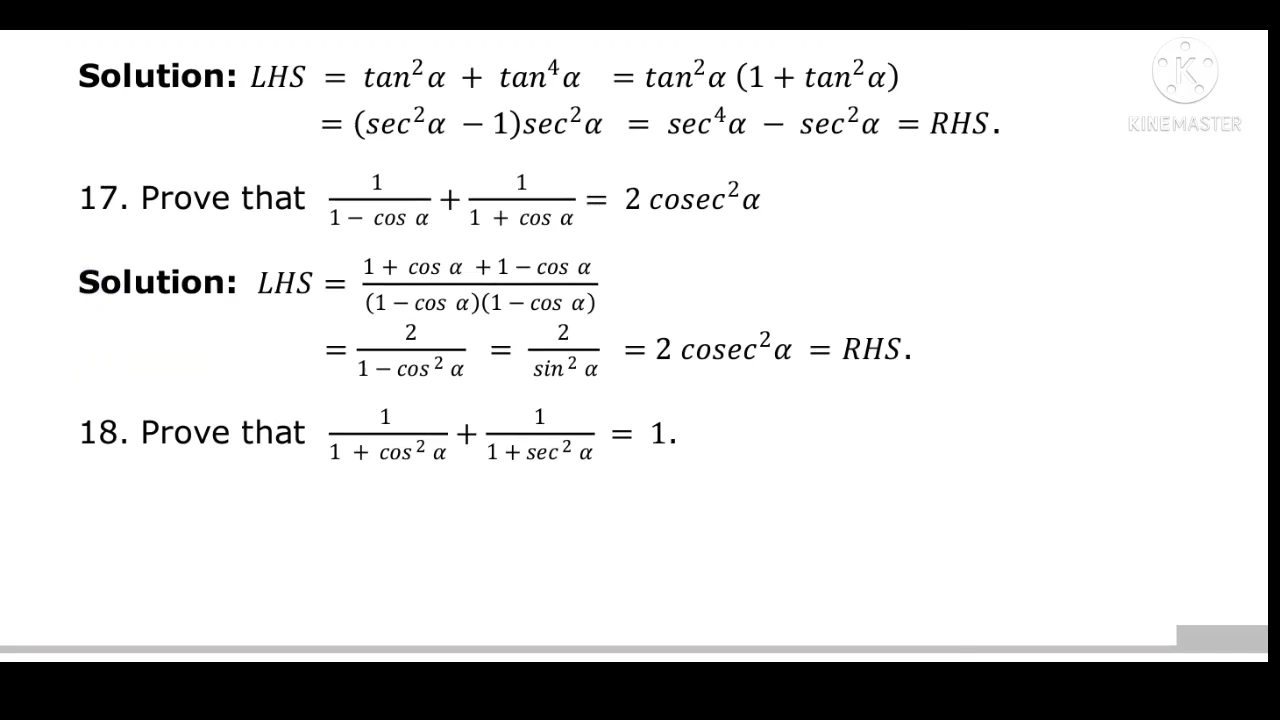 Solution: LHS = tan²α + tan⁴α = tan²α (1 + tan²α)
= (sec²α − 1)sec²α = sec⁴α − sec²α = RHS.
KINEMASTER
17. Prove that 1/(1 − cos α) + 1/(1 + cos α) = 2 cosec²α
Solution: LHS = (1 + cos α + 1 − cos α)/((1 − cos α)(1 − cos α))
= 2/(1 − cos² α) = 2/(sin² α) = 2 cosec²α = RHS.
18. Prove that 1/(1 + cos² α) + 1/(1 + sec² α) = 1.